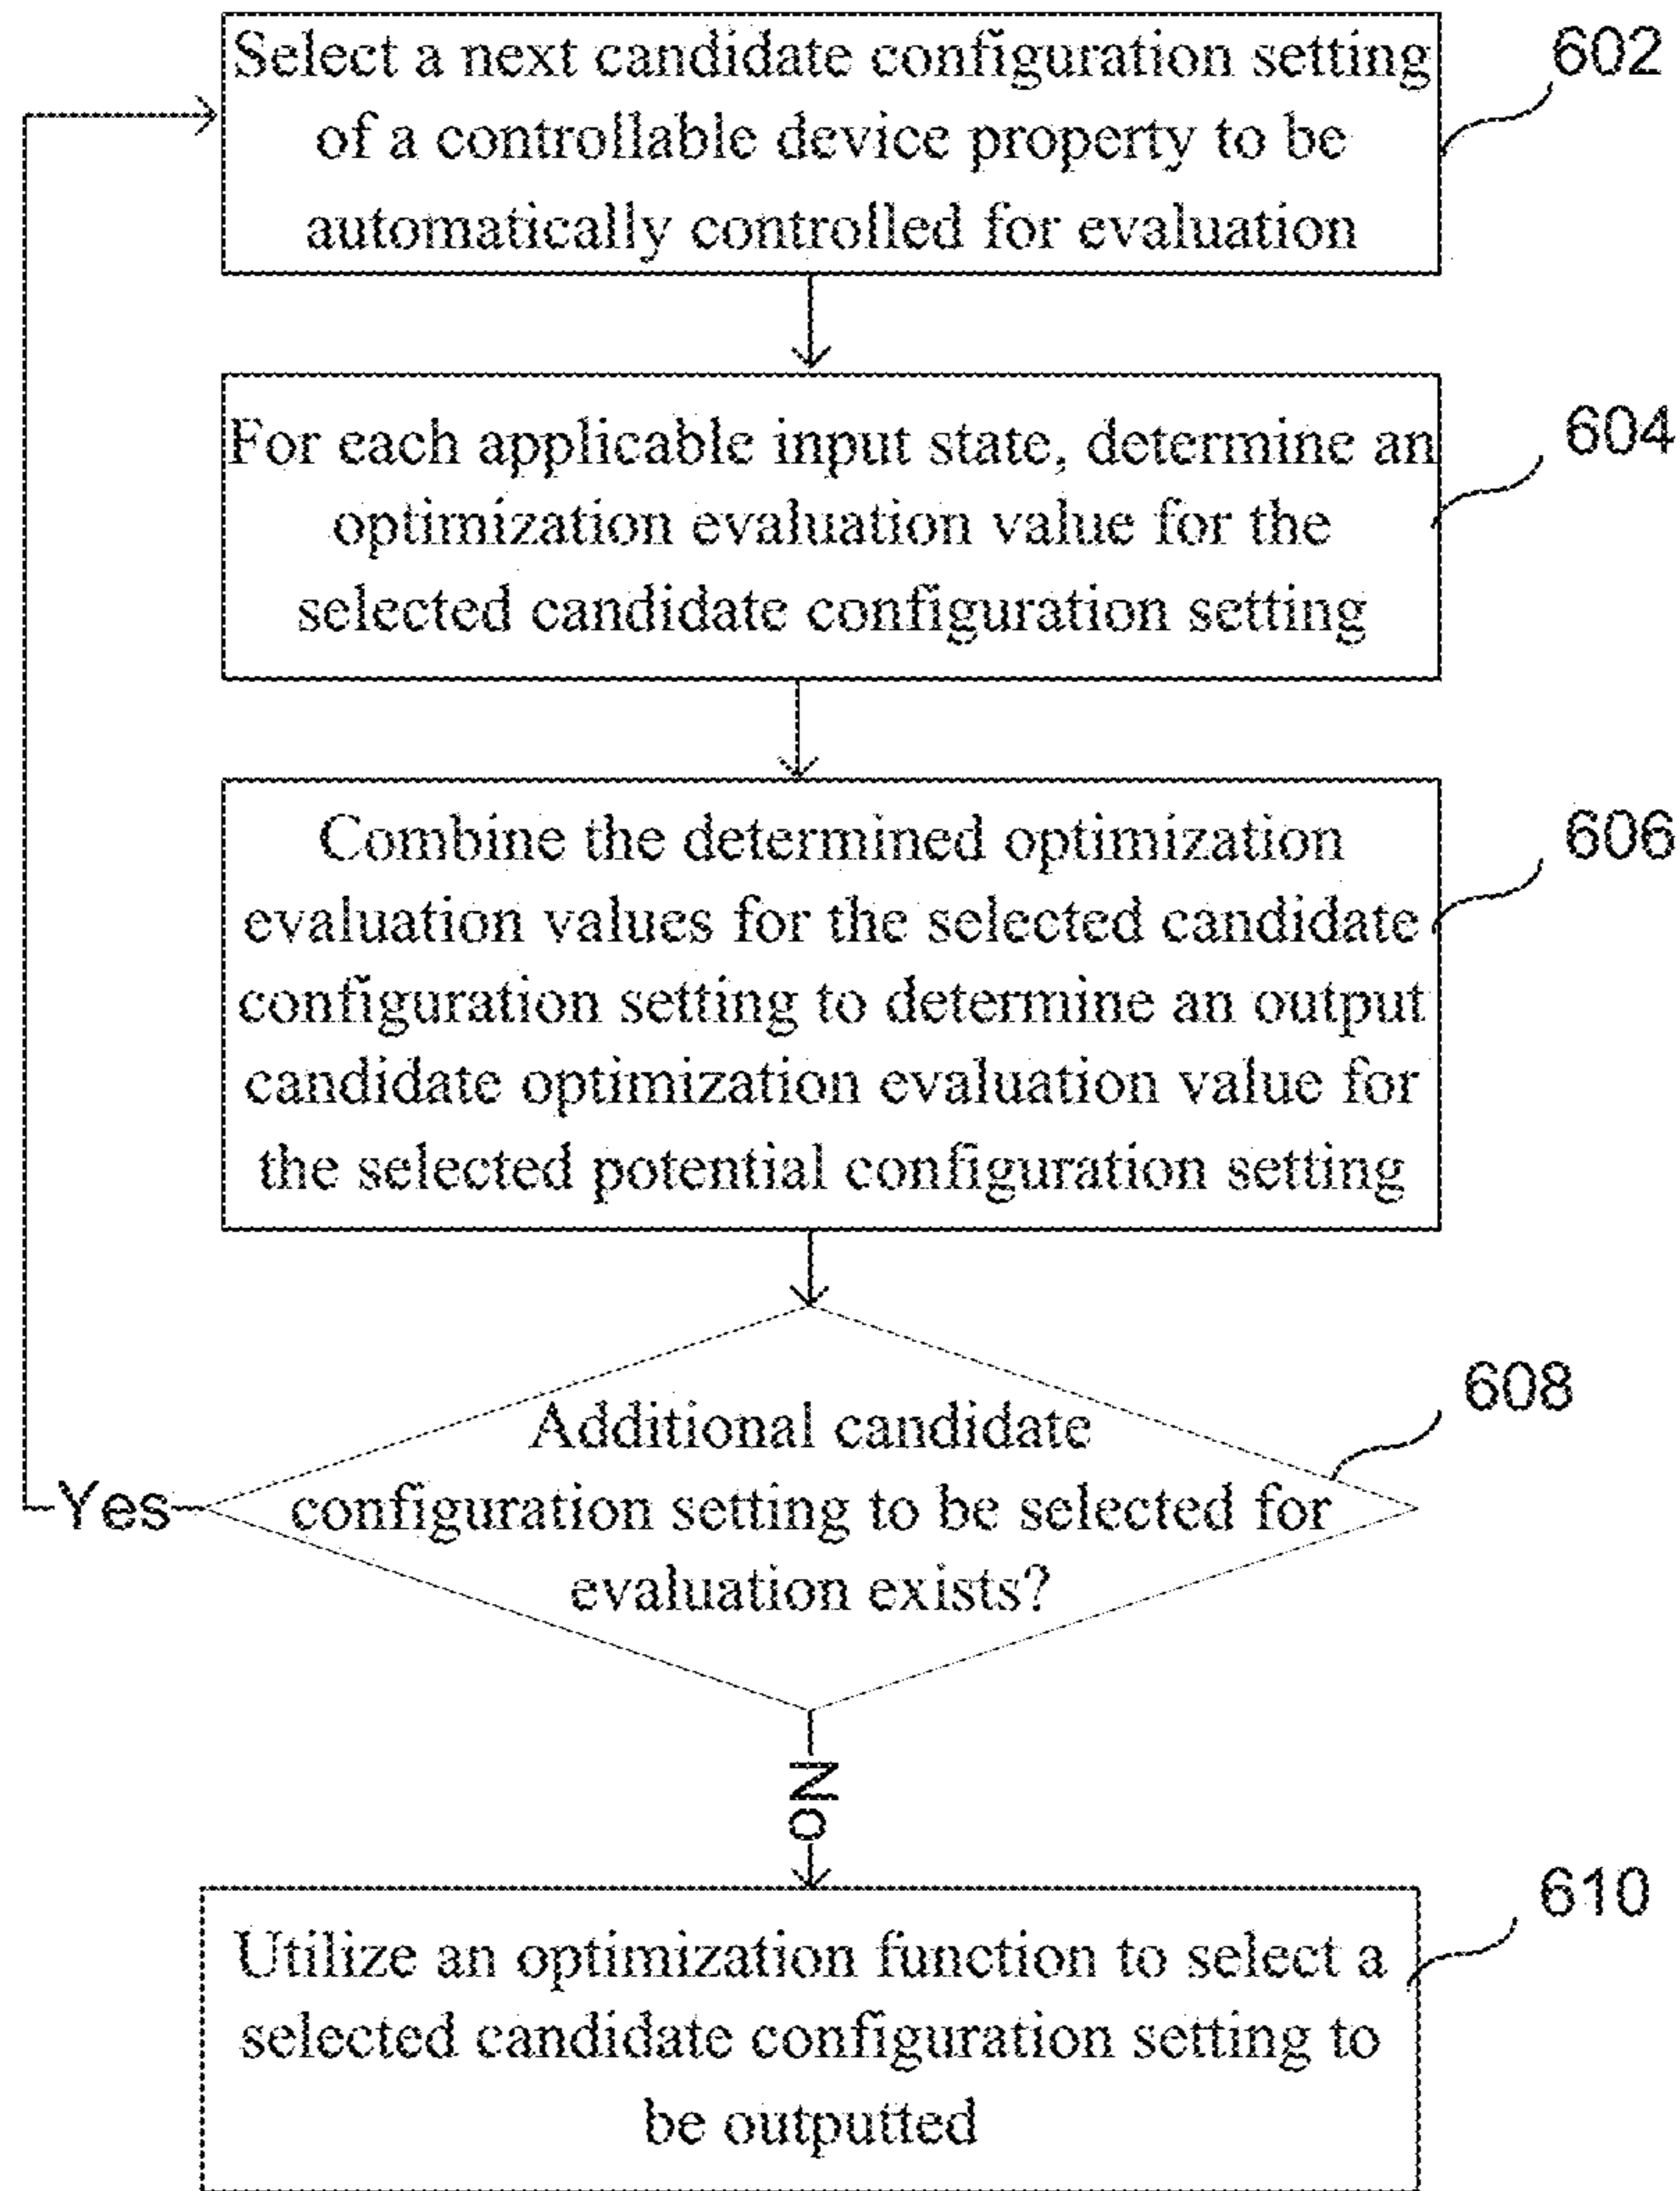 Select a next candidate configuration setting
of a controllable device property to be
automatically controlled for evaluation
602
For each applicable input state, determine an
optimization evaluation value for the
selected candidate configuration setting
604
Combine the determined optimization
evaluation values for the selected candidate
configuration setting to determine an output
candidate optimization evaluation value for
the selected potential configuration setting
606
Additional candidate
configuration setting to be selected for
evaluation exists?
608
Yes
No
Utilize an optimization function to select a
selected candidate configuration setting to
be outputted
610